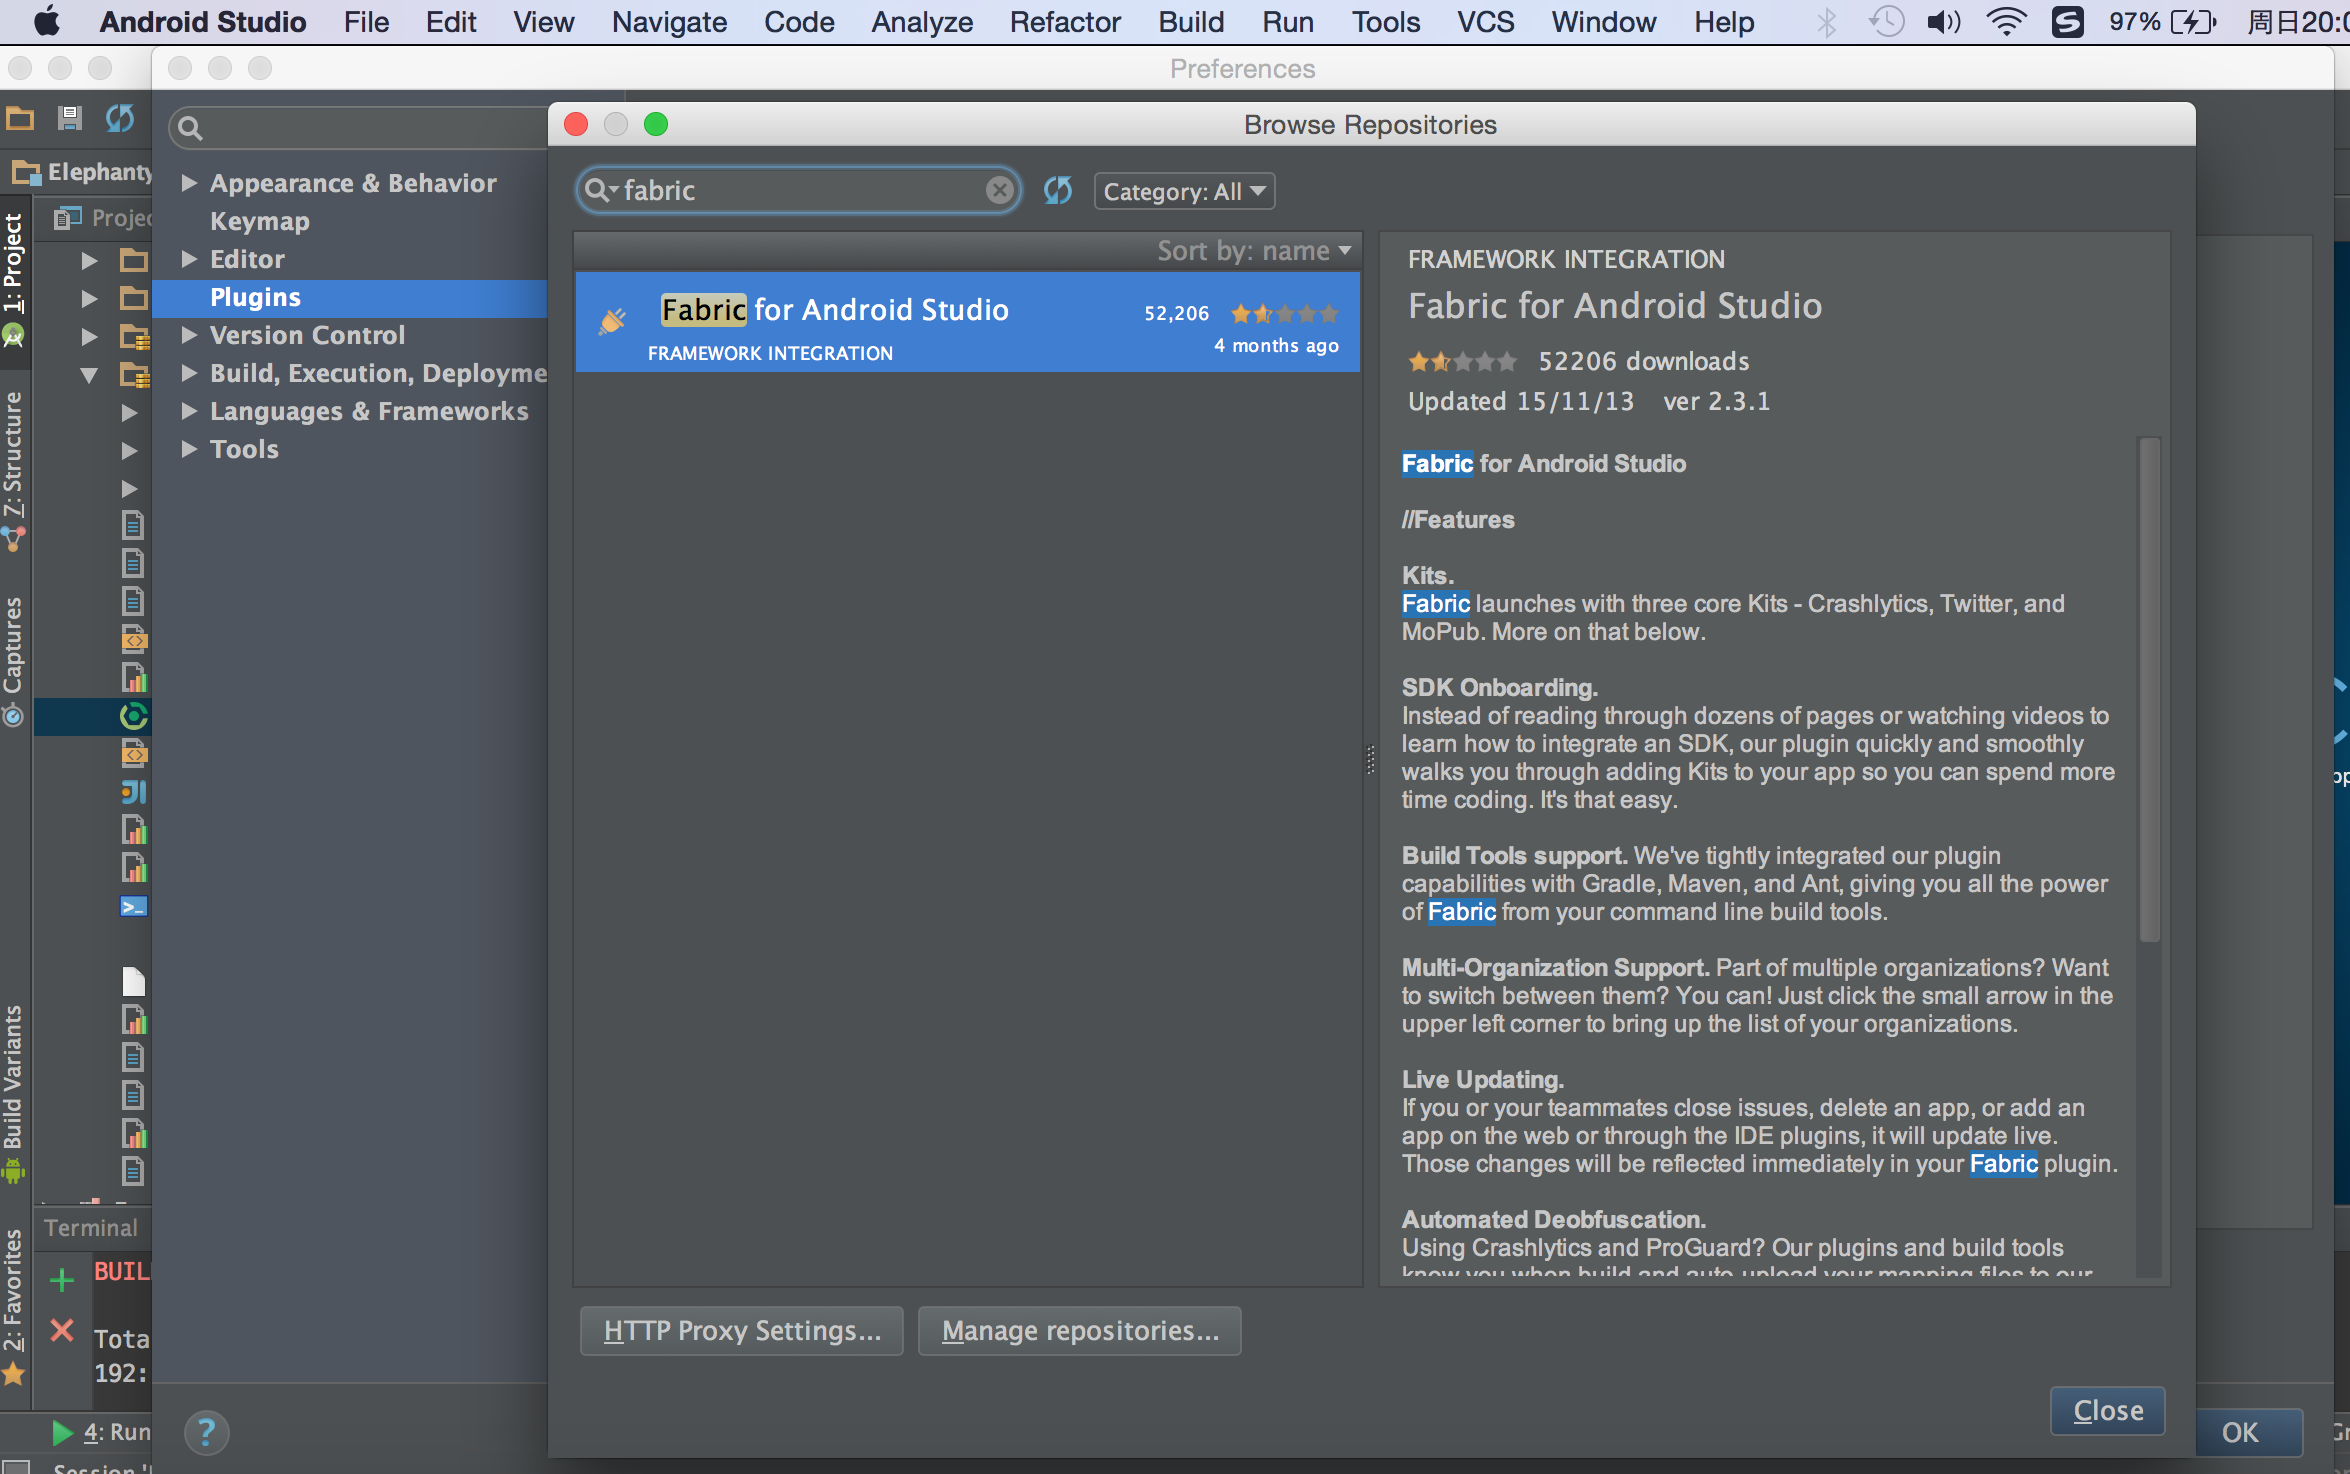 Android Studio File Edit View Navigate Code Analyze Refactor Build Run Tools VCS Window Help 97% 周日20:0
Preferences
Browse Repositories
Elephanty
Projec
1: Project
7: Structure
Captures
Build Variants
2: Favorites
Appearance & Behavior
Keymap
Editor
Plugins
Version Control
Build, Execution, Deployme
Languages & Frameworks
Tools
fabric
Category: All
Sort by: name
Fabric for Android Studio 52,206
FRAMEWORK INTEGRATION 4 months ago
FRAMEWORK INTEGRATION
Fabric for Android Studio
52206 downloads
Updated 15/11/13 ver 2.3.1
Fabric for Android Studio
//Features
Kits.
Fabric launches with three core Kits - Crashlytics, Twitter, and
MoPub. More on that below.
SDK Onboarding.
Instead of reading through dozens of pages or watching videos to
learn how to integrate an SDK, our plugin quickly and smoothly
walks you through adding Kits to your app so you can spend more
time coding. It's that easy.
Build Tools support. We've tightly integrated our plugin
capabilities with Gradle, Maven, and Ant, giving you all the power
of Fabric from your command line build tools.
Multi-Organization Support. Part of multiple organizations? Want
to switch between them? You can! Just click the small arrow in the
upper left corner to bring up the list of your organizations.
Live Updating.
If you or your teammates close issues, delete an app, or add an
app on the web or through the IDE plugins, it will update live.
Those changes will be reflected immediately in your Fabric plugin.
Automated Deobfuscation.
Using Crashlytics and ProGuard? Our plugins and build tools
know you when build and auto-upload your mapping files to our
HTTP Proxy Settings...
Manage repositories...
Close
OK
Terminal
BUIL
Tota
192:
4: Run
Session '